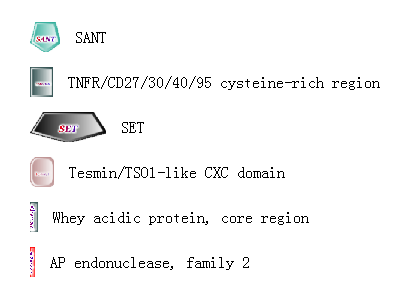 SANT SANT
TNFR/CD27/30/40/95 cysteine-rich region
SET SET
Tesmin/TSO1-like CXC domain
Whey acidic protein, core region
AP endonuclease, family 2